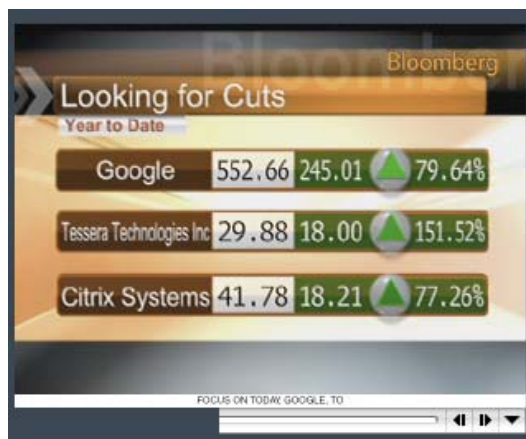 Bloomberg
Bloomberg
Looking for Cuts
Year to Date
Google 552.66 245.01 79.64%
Tessera Technologies Inc 29.88 18.00 151.52%
Citrix Systems 41.78 18.21 77.26%
FOCUS ON TODAY, GOOGLE, TO